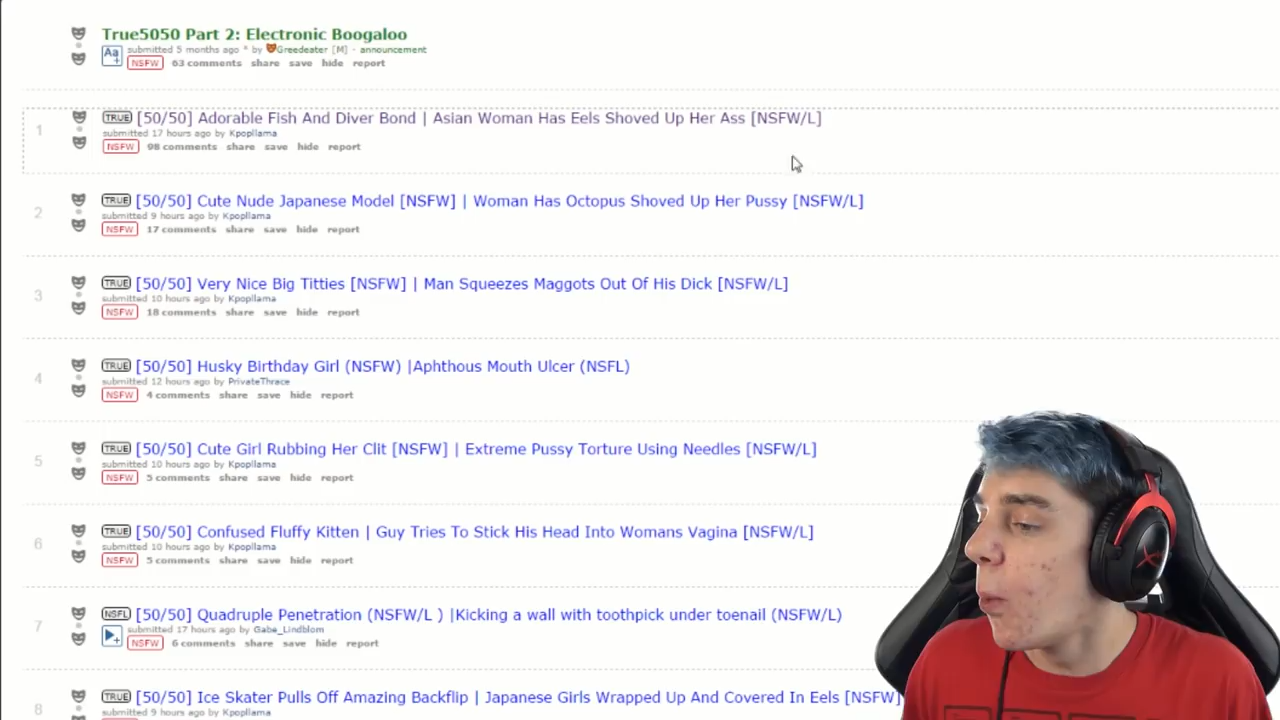 True5050 Part 2: Electronic Boogaloo
Aa+ submitted 5 months ago * by Greedeater [M] - announcement
NSFW 63 comments share save hide report
1 TRUE [50/50] Adorable Fish And Diver Bond | Asian Woman Has Eels Shoved Up Her Ass [NSFW/L]
submitted 17 hours ago by Kpopllama
NSFW 98 comments share save hide report
2 TRUE [50/50] Cute Nude Japanese Model [NSFW] | Woman Has Octopus Shoved Up Her Pussy [NSFW/L]
submitted 9 hours ago by Kpopllama
NSFW 17 comments share save hide report
3 TRUE [50/50] Very Nice Big Titties [NSFW] | Man Squeezes Maggots Out Of His Dick [NSFW/L]
submitted 10 hours ago by Kpopllama
NSFW 18 comments share save hide report
4 TRUE [50/50] Husky Birthday Girl (NSFW) |Aphthous Mouth Ulcer (NSFL)
submitted 12 hours ago by PrivateThrace
NSFW 4 comments share save hide report
5 TRUE [50/50] Cute Girl Rubbing Her Clit [NSFW] | Extreme Pussy Torture Using Needles [NSFW/L]
submitted 10 hours ago by Kpopllama
NSFW 5 comments share save hide report
6 TRUE [50/50] Confused Fluffy Kitten | Guy Tries To Stick His Head Into Womans Vagina [NSFW/L]
submitted 10 hours ago by Kpopllama
NSFW 5 comments share save hide report
7 NSFL [50/50] Quadruple Penetration (NSFW/L ) |Kicking a wall with toothpick under toenail (NSFW/L)
submitted 17 hours ago by Gabe_Lindblom
NSFW 6 comments share save hide report
8 TRUE [50/50] Ice Skater Pulls Off Amazing Backflip | Japanese Girls Wrapped Up And Covered In Eels [NSFW]
submitted 9 hours ago by Kpopllama